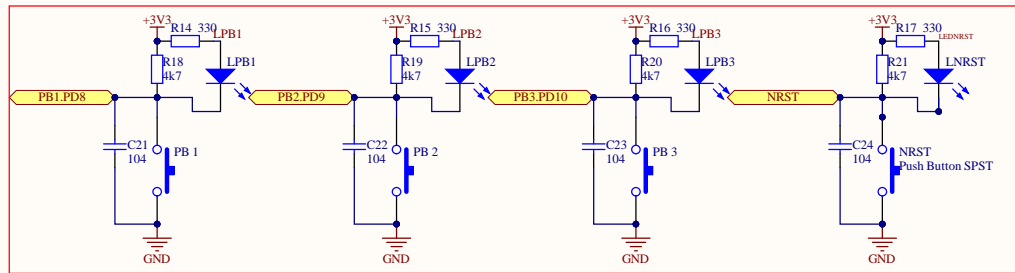 +3V3 +3V3 +3V3 +3V3
R14 330 LPB1 R15 330 LPB2 R16 330 LPB3 R17 330 LEDNRST
R18 LPB1 R19 LPB2 R20 LPB3 R21 LNRST
4k7 4k7 4k7 4k7
PB1.PD8 PB2.PD9 PB3.PD10 NRST
C21 PB 1 C22 PB 2 C23 PB 3 C24 NRST
104 104 104 104 Push Button SPST
GND GND GND GND